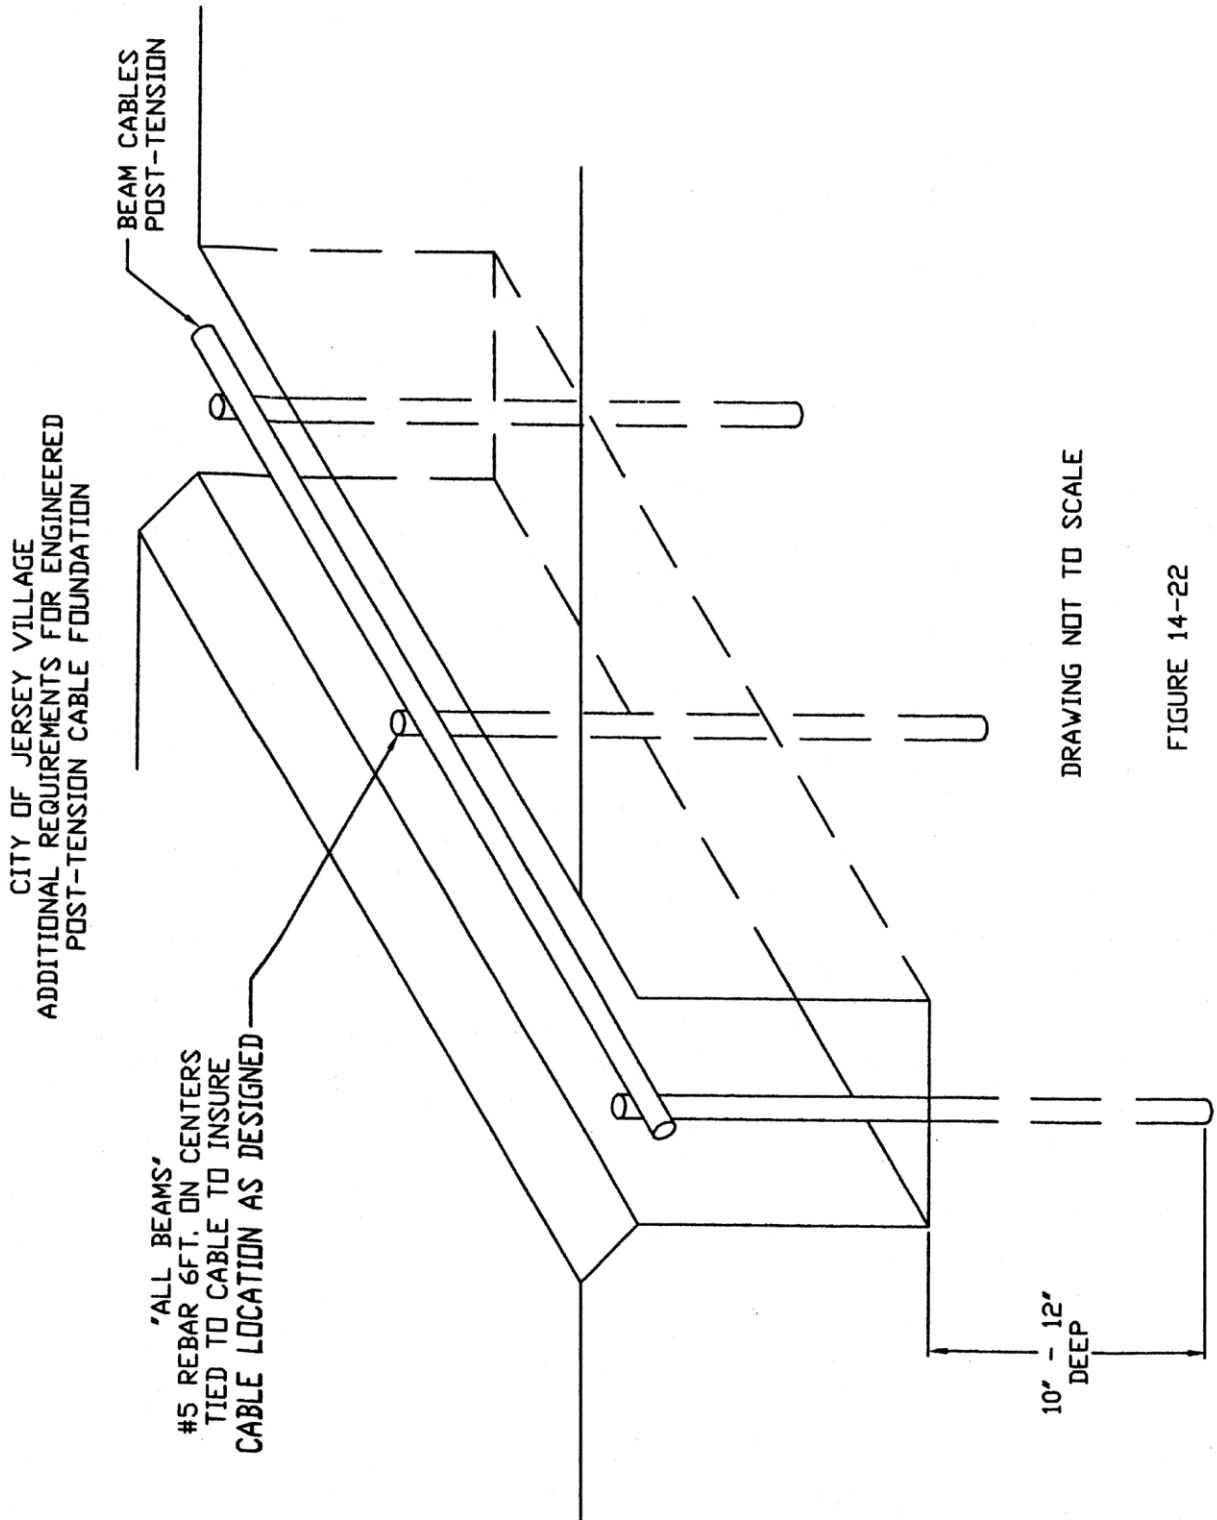 CITY OF JERSEY VILLAGE
ADDITIONAL REQUIREMENTS FOR ENGINEERED
POST-TENSION CABLE FOUNDATION
BEAM CABLES
POST-TENSION
"ALL BEAMS"
#5 REBAR 6FT. ON CENTERS
TIED TO CABLE TO INSURE
CABLE LOCATION AS DESIGNED
10" - 12"
DEEP
DRAWING NOT TO SCALE
FIGURE 14-22